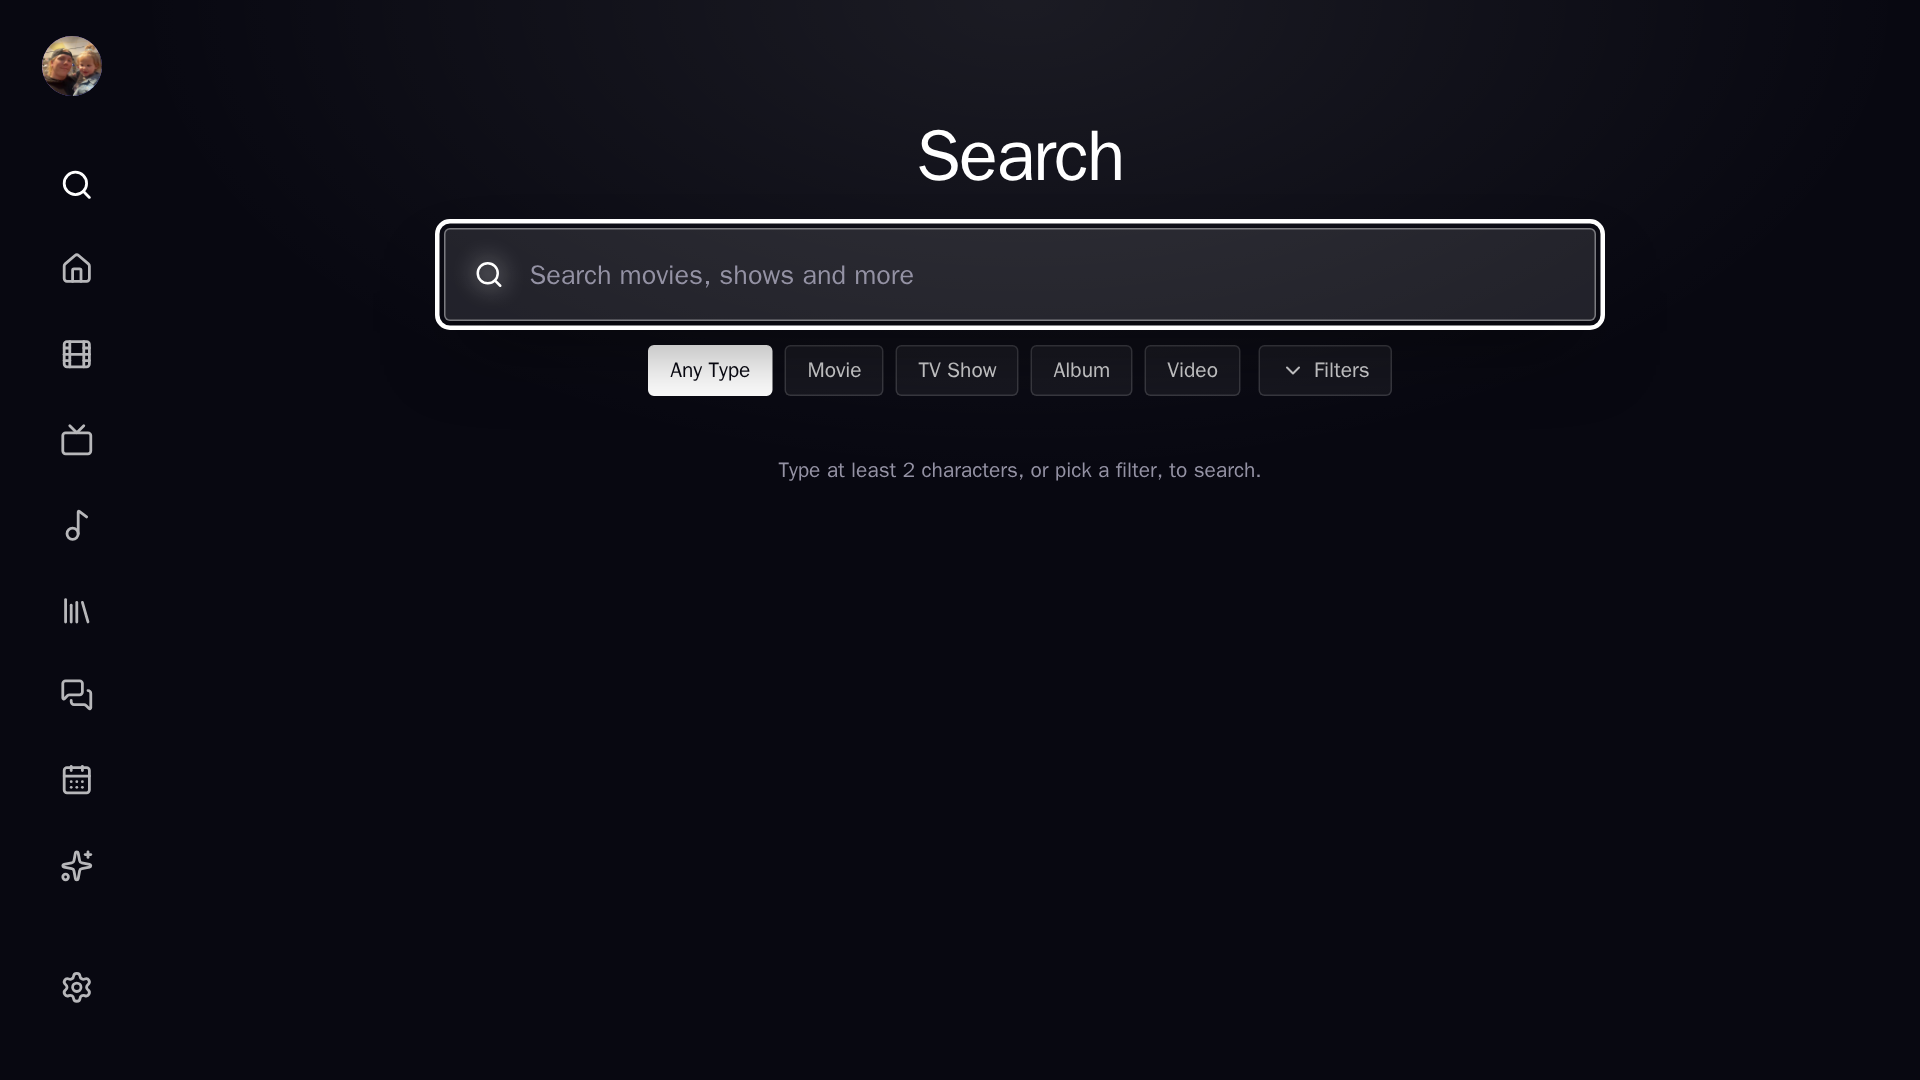 Search
Search movies, shows and more
Any Type
Movie
TV Show
Album
Video
Filters
Type at least 2 characters, or pick a filter, to search.